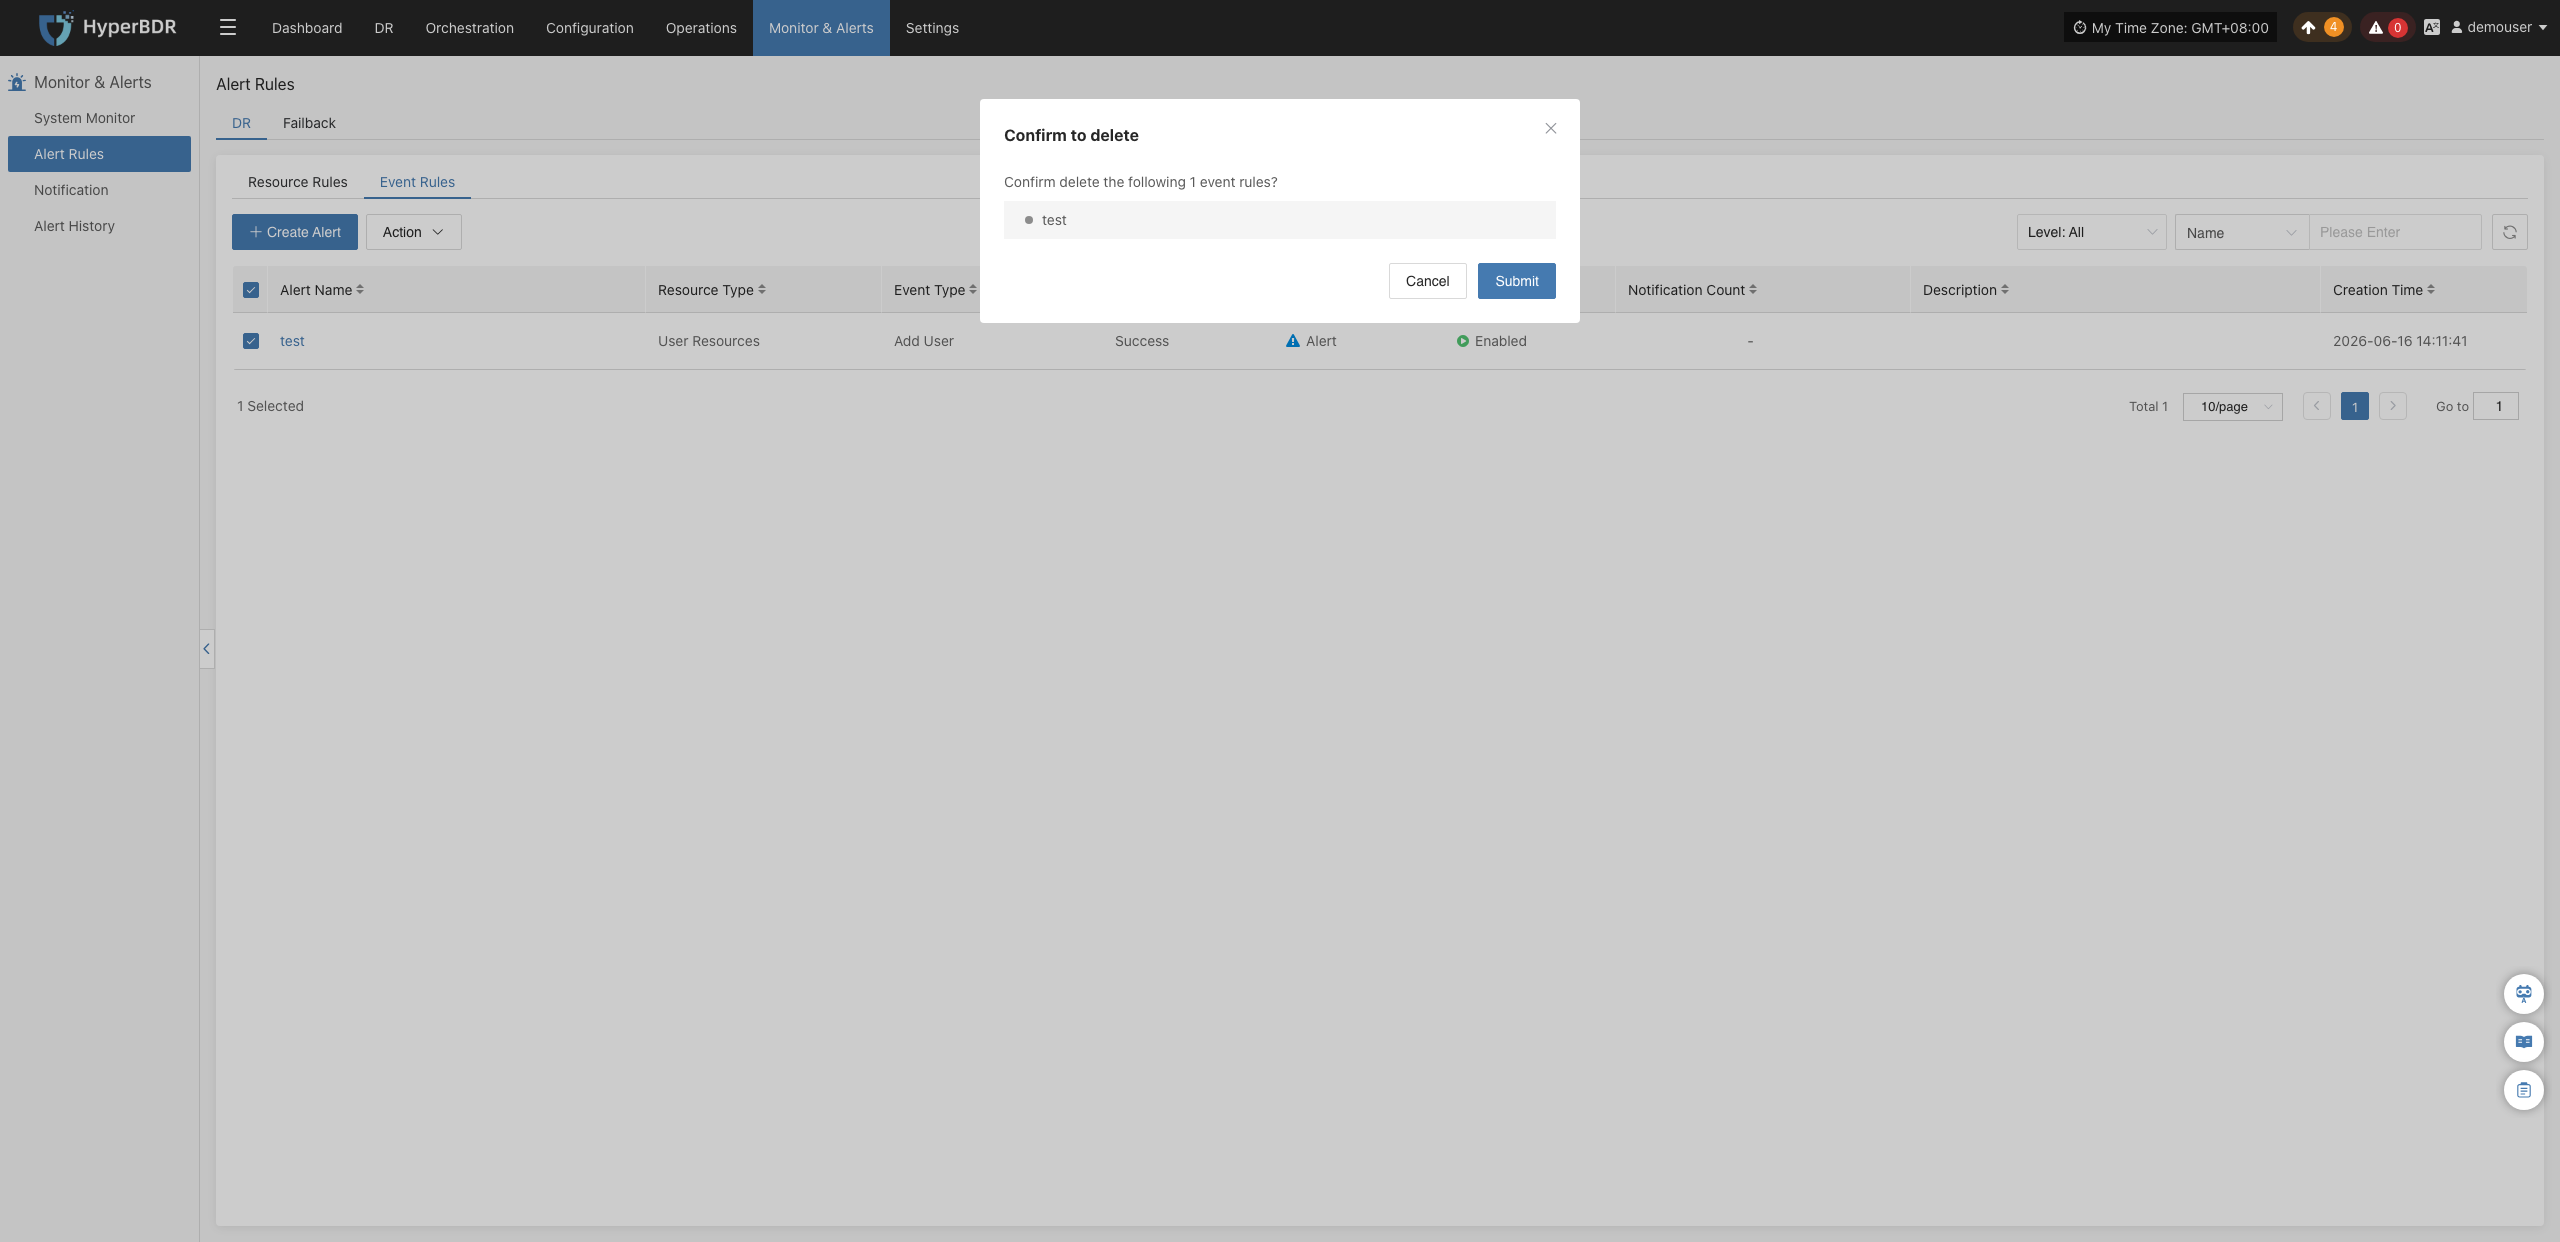 HyperBDR
Dashboard
DR
Orchestration
Configuration
Operations
Monitor & Alerts
Settings
My Time Zone: GMT+08:00
4
0
demouser
Monitor & Alerts
System Monitor
Alert Rules
Notification
Alert History
Alert Rules
DR
Failback
Resource Rules
Event Rules
Create Alert
Action
Level: All
Name
Please Enter
Alert Name
Resource Type
Event Type
Notification Count
Description
Creation Time
test
User Resources
Add User
Success
Alert
Enabled
-
2026-06-16 14:11:41
1 Selected
Total 1
10/page
1
Go to
1
Confirm to delete
Confirm delete the following 1 event rules?
test
Cancel
Submit